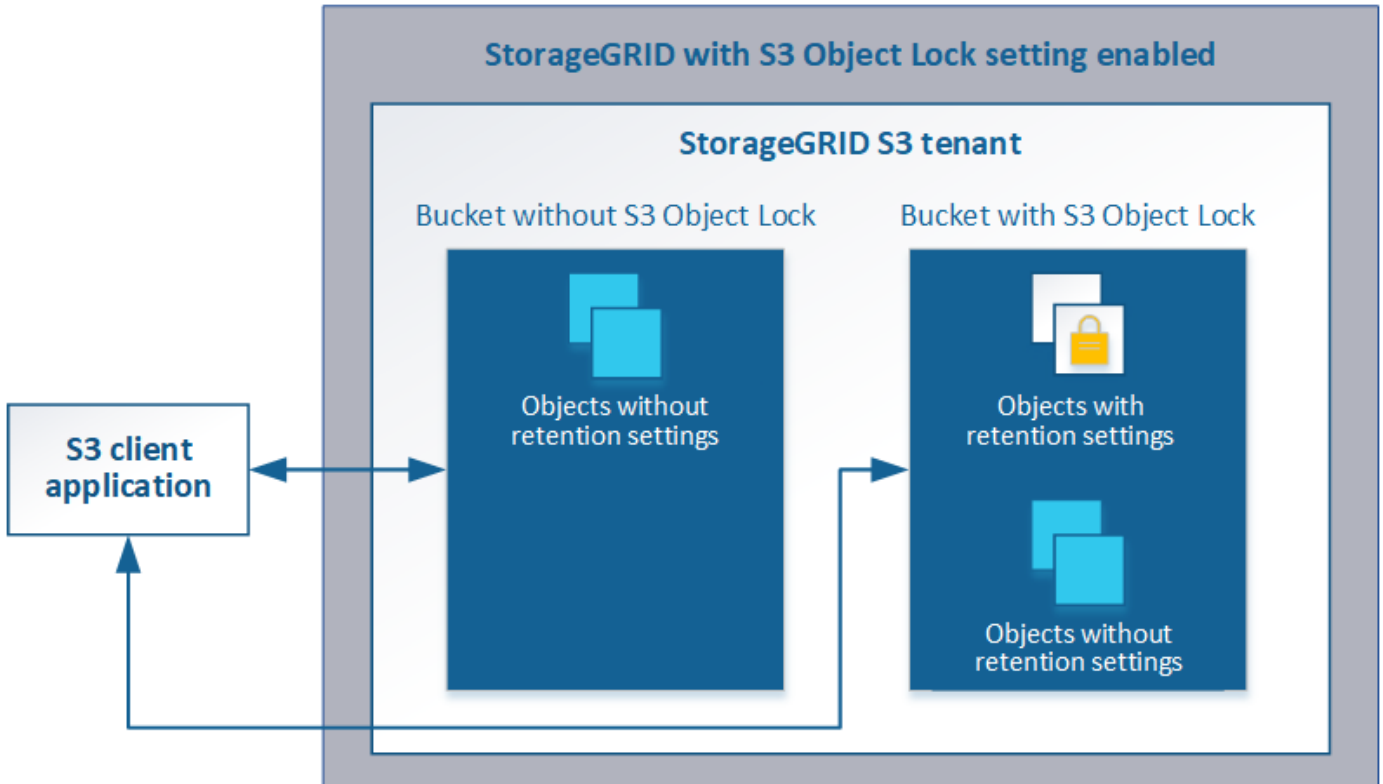 StorageGRID with S3 Object Lock setting enabled
StorageGRID S3 tenant
Bucket without S3 Object Lock
Bucket with S3 Object Lock
Objects without
retention settings
Objects with
retention settings
S3 client
application
Objects without
retention settings